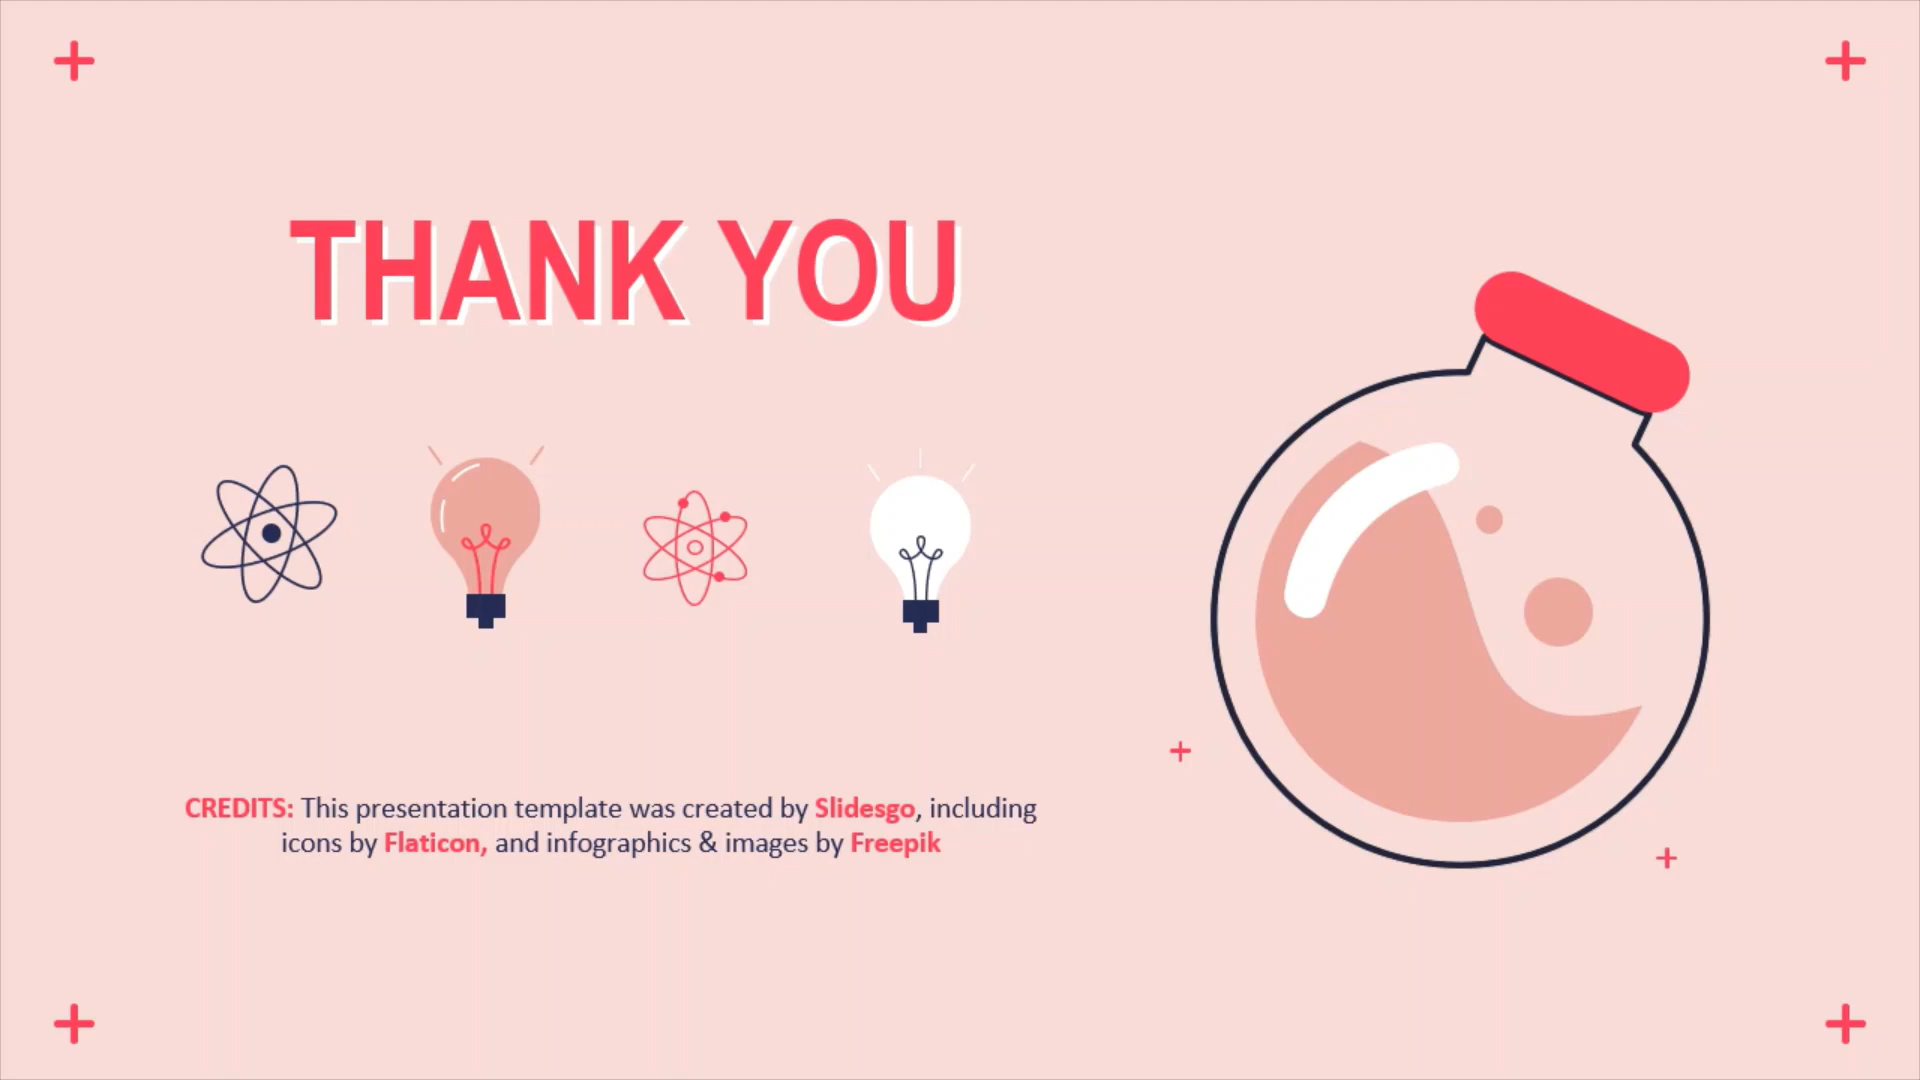 THANK YOU
CREDITS: This presentation template was created by Slidesgo, including
icons by Flaticon, and infographics & images by Freepik